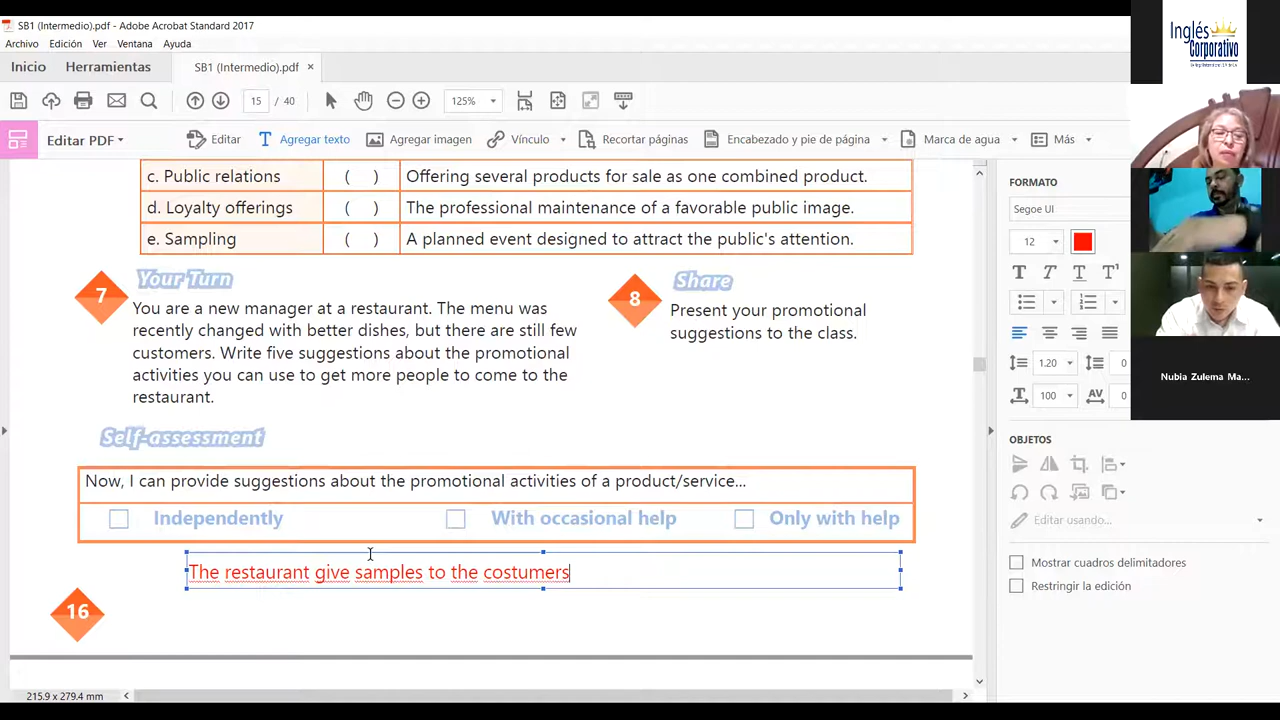 SB1 (Intermedio).pdf - Adobe Acrobat Standard 2017
Archivo Edición Ver Ventana Ayuda
Inicio Herramientas SB1 (Intermedio).pdf ×
15 / 40 125%
Editar PDF Editar Agregar texto Agregar imagen Vínculo Recortar páginas Encabezado y pie de página Marca de agua Más
Inglés
Corporativo
c. Public relations ( ) Offering several products for sale as one combined product.
d. Loyalty offerings ( ) The professional maintenance of a favorable public image.
e. Sampling ( ) A planned event designed to attract the public's attention.
7 Your Turn
You are a new manager at a restaurant. The menu was
recently changed with better dishes, but there are still few
customers. Write five suggestions about the promotional
activities you can use to get more people to come to the
restaurant.
8 Share
Present your promotional
suggestions to the class.
Self-assessment
Now, I can provide suggestions about the promotional activities of a product/service...
Independently With occasional help Only with help
The restaurant give samples to the costumers
16
215.9 x 279.4 mm
FORMATO
Segoe UI
12
T T T T¹
1.20 0
100 AV 0
OBJETOS
Editar usando...
Mostrar cuadros delimitadores
Restringir la edición
Nubia Zulema Ma...